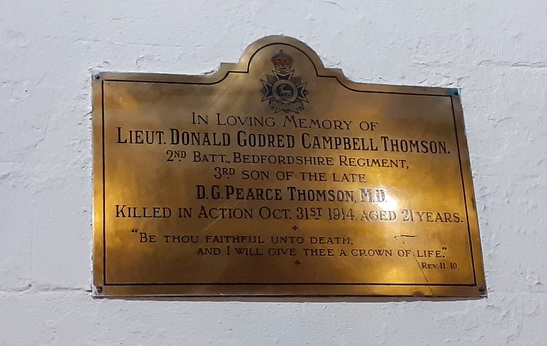 IN LOVING MEMORY OF
LIEUT. DONALD GODRED CAMPBELL THOMSON.
2ND BATT., BEDFORDSHIRE REGIMENT,
3RD SON OF THE LATE
D.G. PEARCE THOMSON, M.D.
KILLED IN ACTION OCT. 31ST 1914, AGED 21 YEARS.
"BE THOU FAITHFUL UNTO DEATH,
AND I WILL GIVE THEE A CROWN OF LIFE."
REV. II. 10